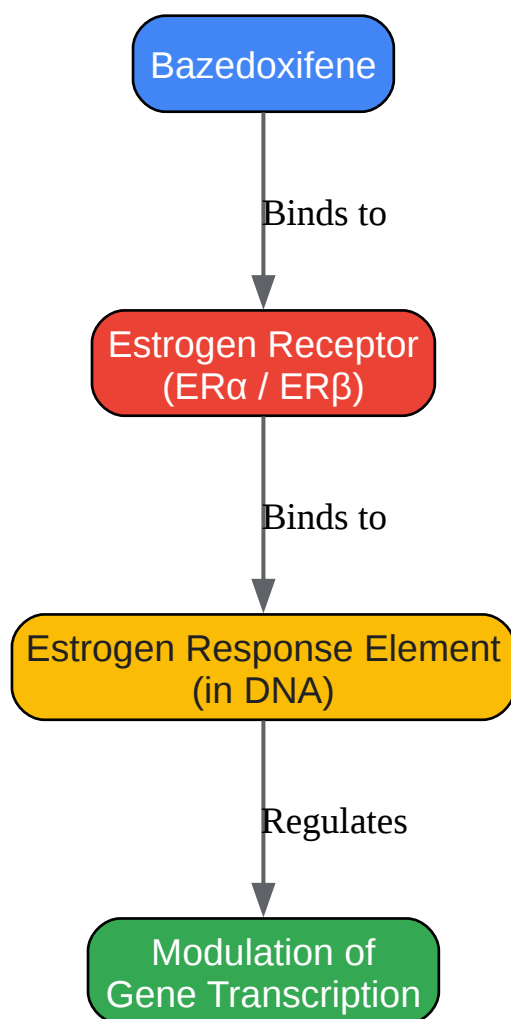 Bazedoxifene
Binds to
Estrogen Receptor
(ERα / ERβ)
Binds to
Estrogen Response Element
(in DNA)
Regulates
Modulation of
Gene Transcription